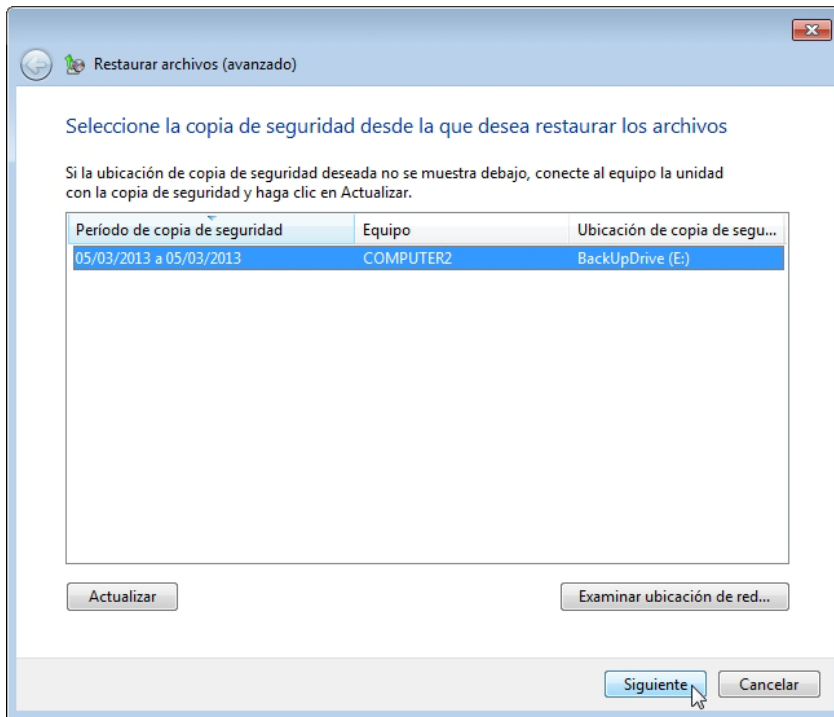 Restaurar archivos (avanzado)
Seleccione la copia de seguridad desde la que desea restaurar los archivos
Si la ubicación de copia de seguridad deseada no se muestra debajo, conecte al equipo la unidad
con la copia de seguridad y haga clic en Actualizar.
Período de copia de seguridad Equipo Ubicación de copia de segu...
05/03/2013 a 05/03/2013 COMPUTER2 BackUpDrive (E:)
Actualizar Examinar ubicación de red...
Siguiente Cancelar